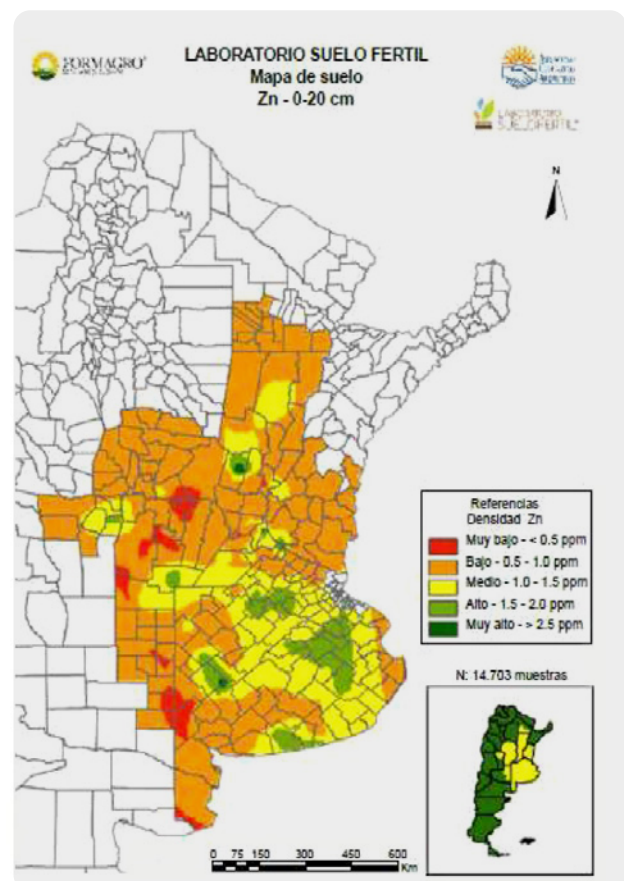 FORMAGRO
LABORATORIO SUELO FERTIL
Mapa de suelo
Zn - 0-20 cm
LABORATORIO
SUELOFERTIL
N
Referencias
Densidad Zn
Muy bajo - < 0.5 ppm
Bajo - 0.5 - 1.0 ppm
Medio - 1.0 - 1.5 ppm
Alto - 1.5 - 2.0 ppm
Muy alto - > 2.5 ppm
N: 14.703 muestras
0 75 150 300 450 600
Km